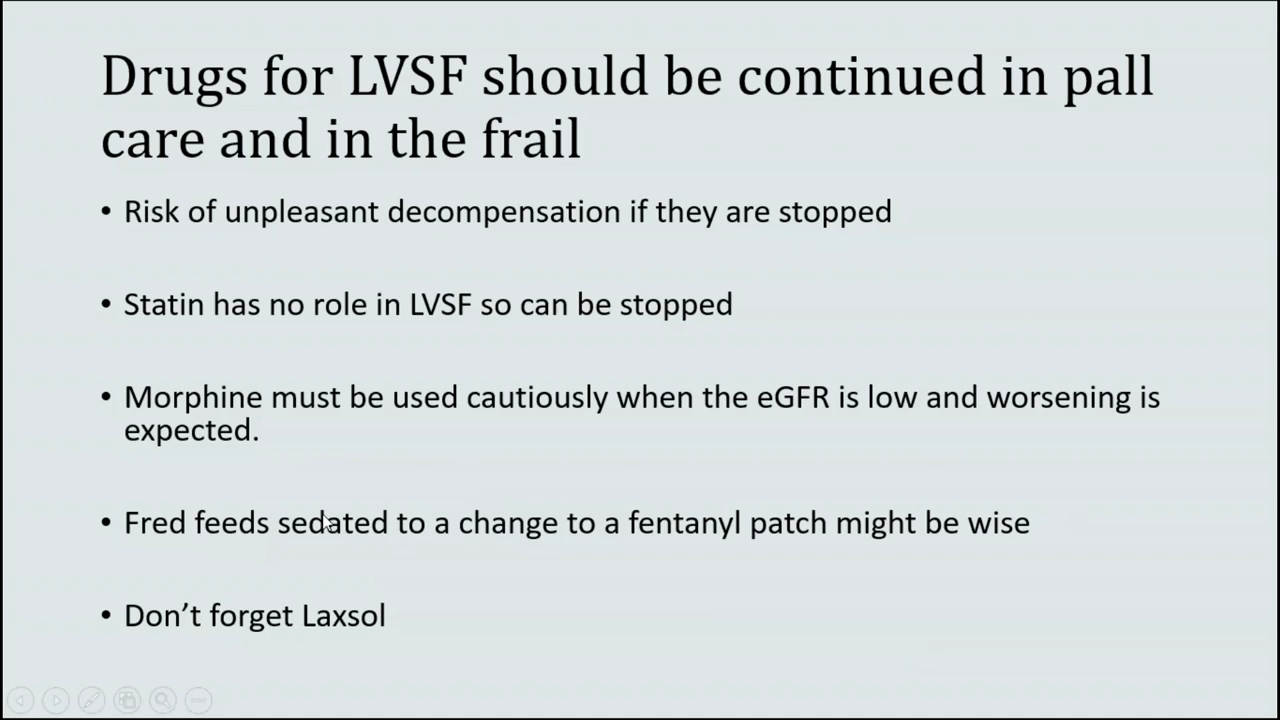 Drugs for LVSF should be continued in pall
care and in the frail
• Risk of unpleasant decompensation if they are stopped
• Statin has no role in LVSF so can be stopped
• Morphine must be used cautiously when the eGFR is low and worsening is
expected.
• Fred feeds sedated to a change to a fentanyl patch might be wise
• Don’t forget Laxsol